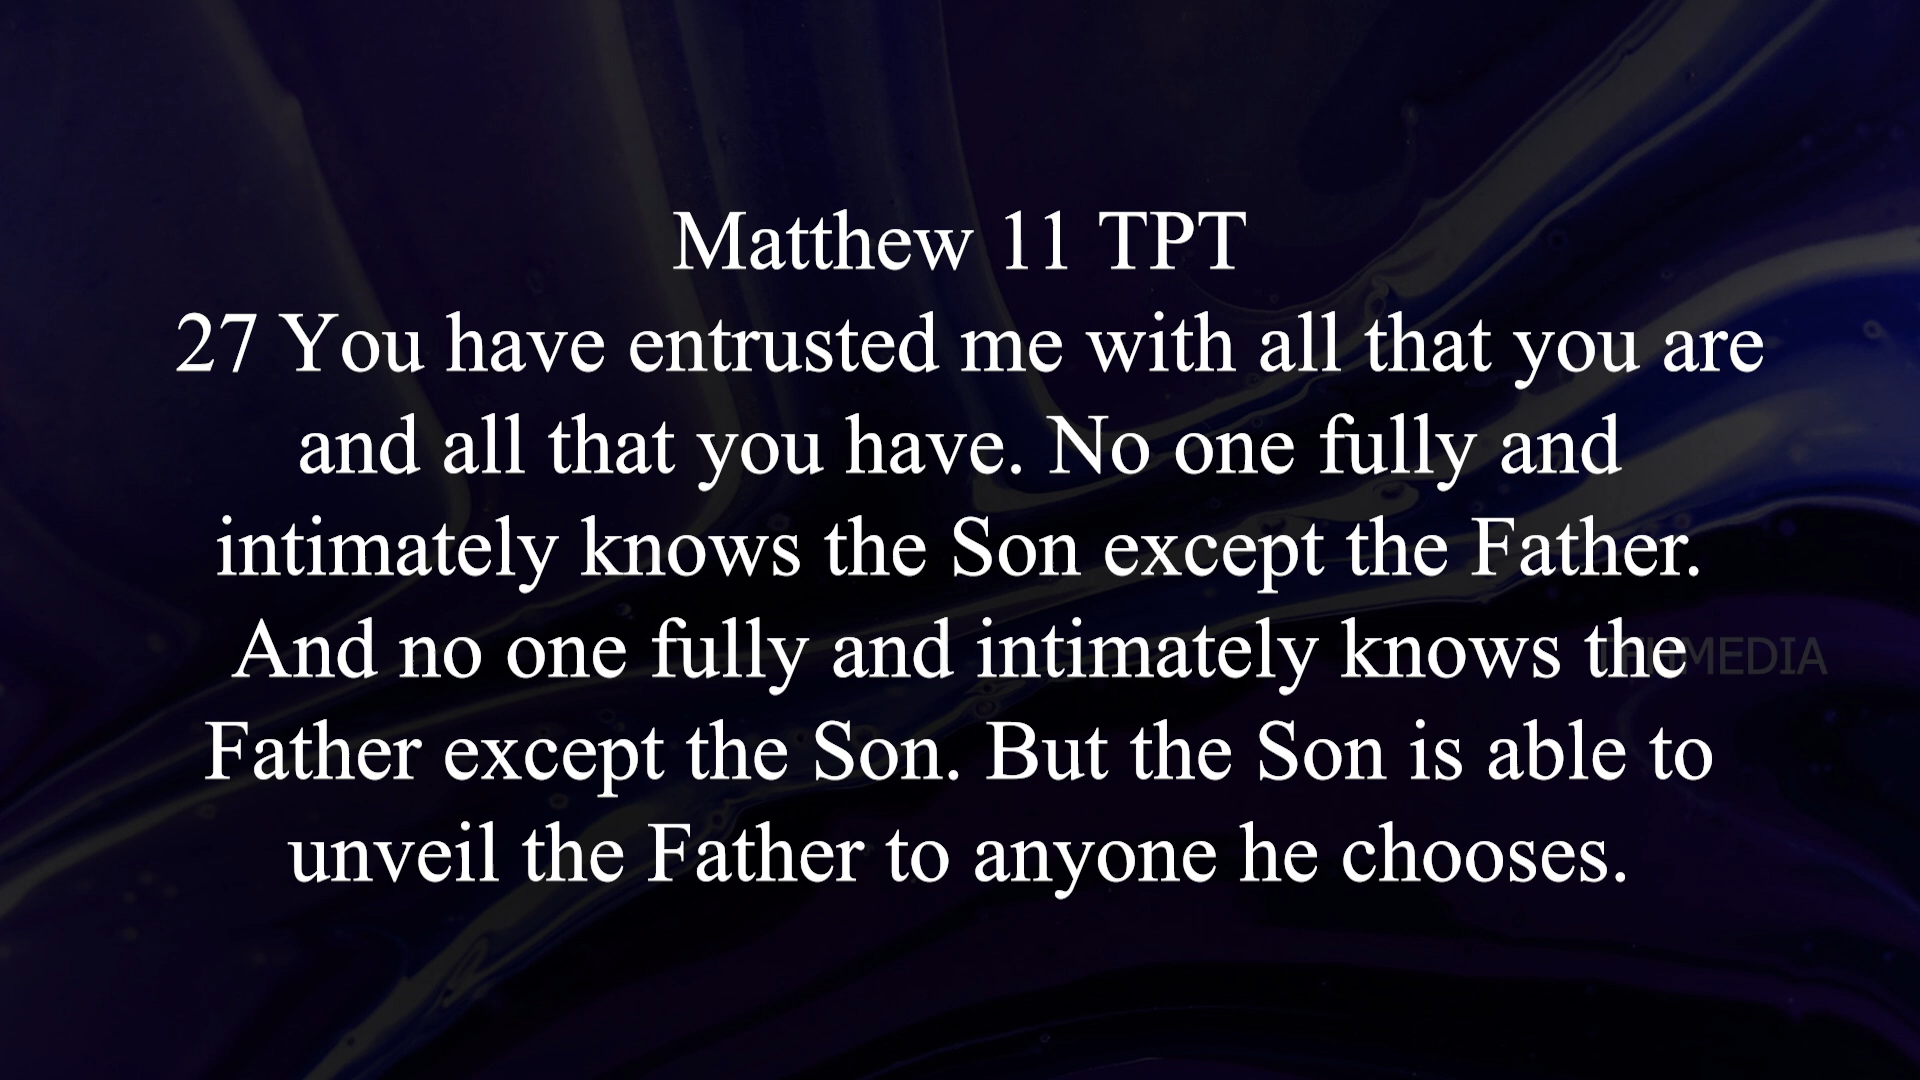 Matthew 11 TPT
27 You have entrusted me with all that you are
and all that you have. No one fully and
intimately knows the Son except the Father.
And no one fully and intimately knows the
Father except the Son. But the Son is able to
unveil the Father to anyone he chooses.
MEDIA